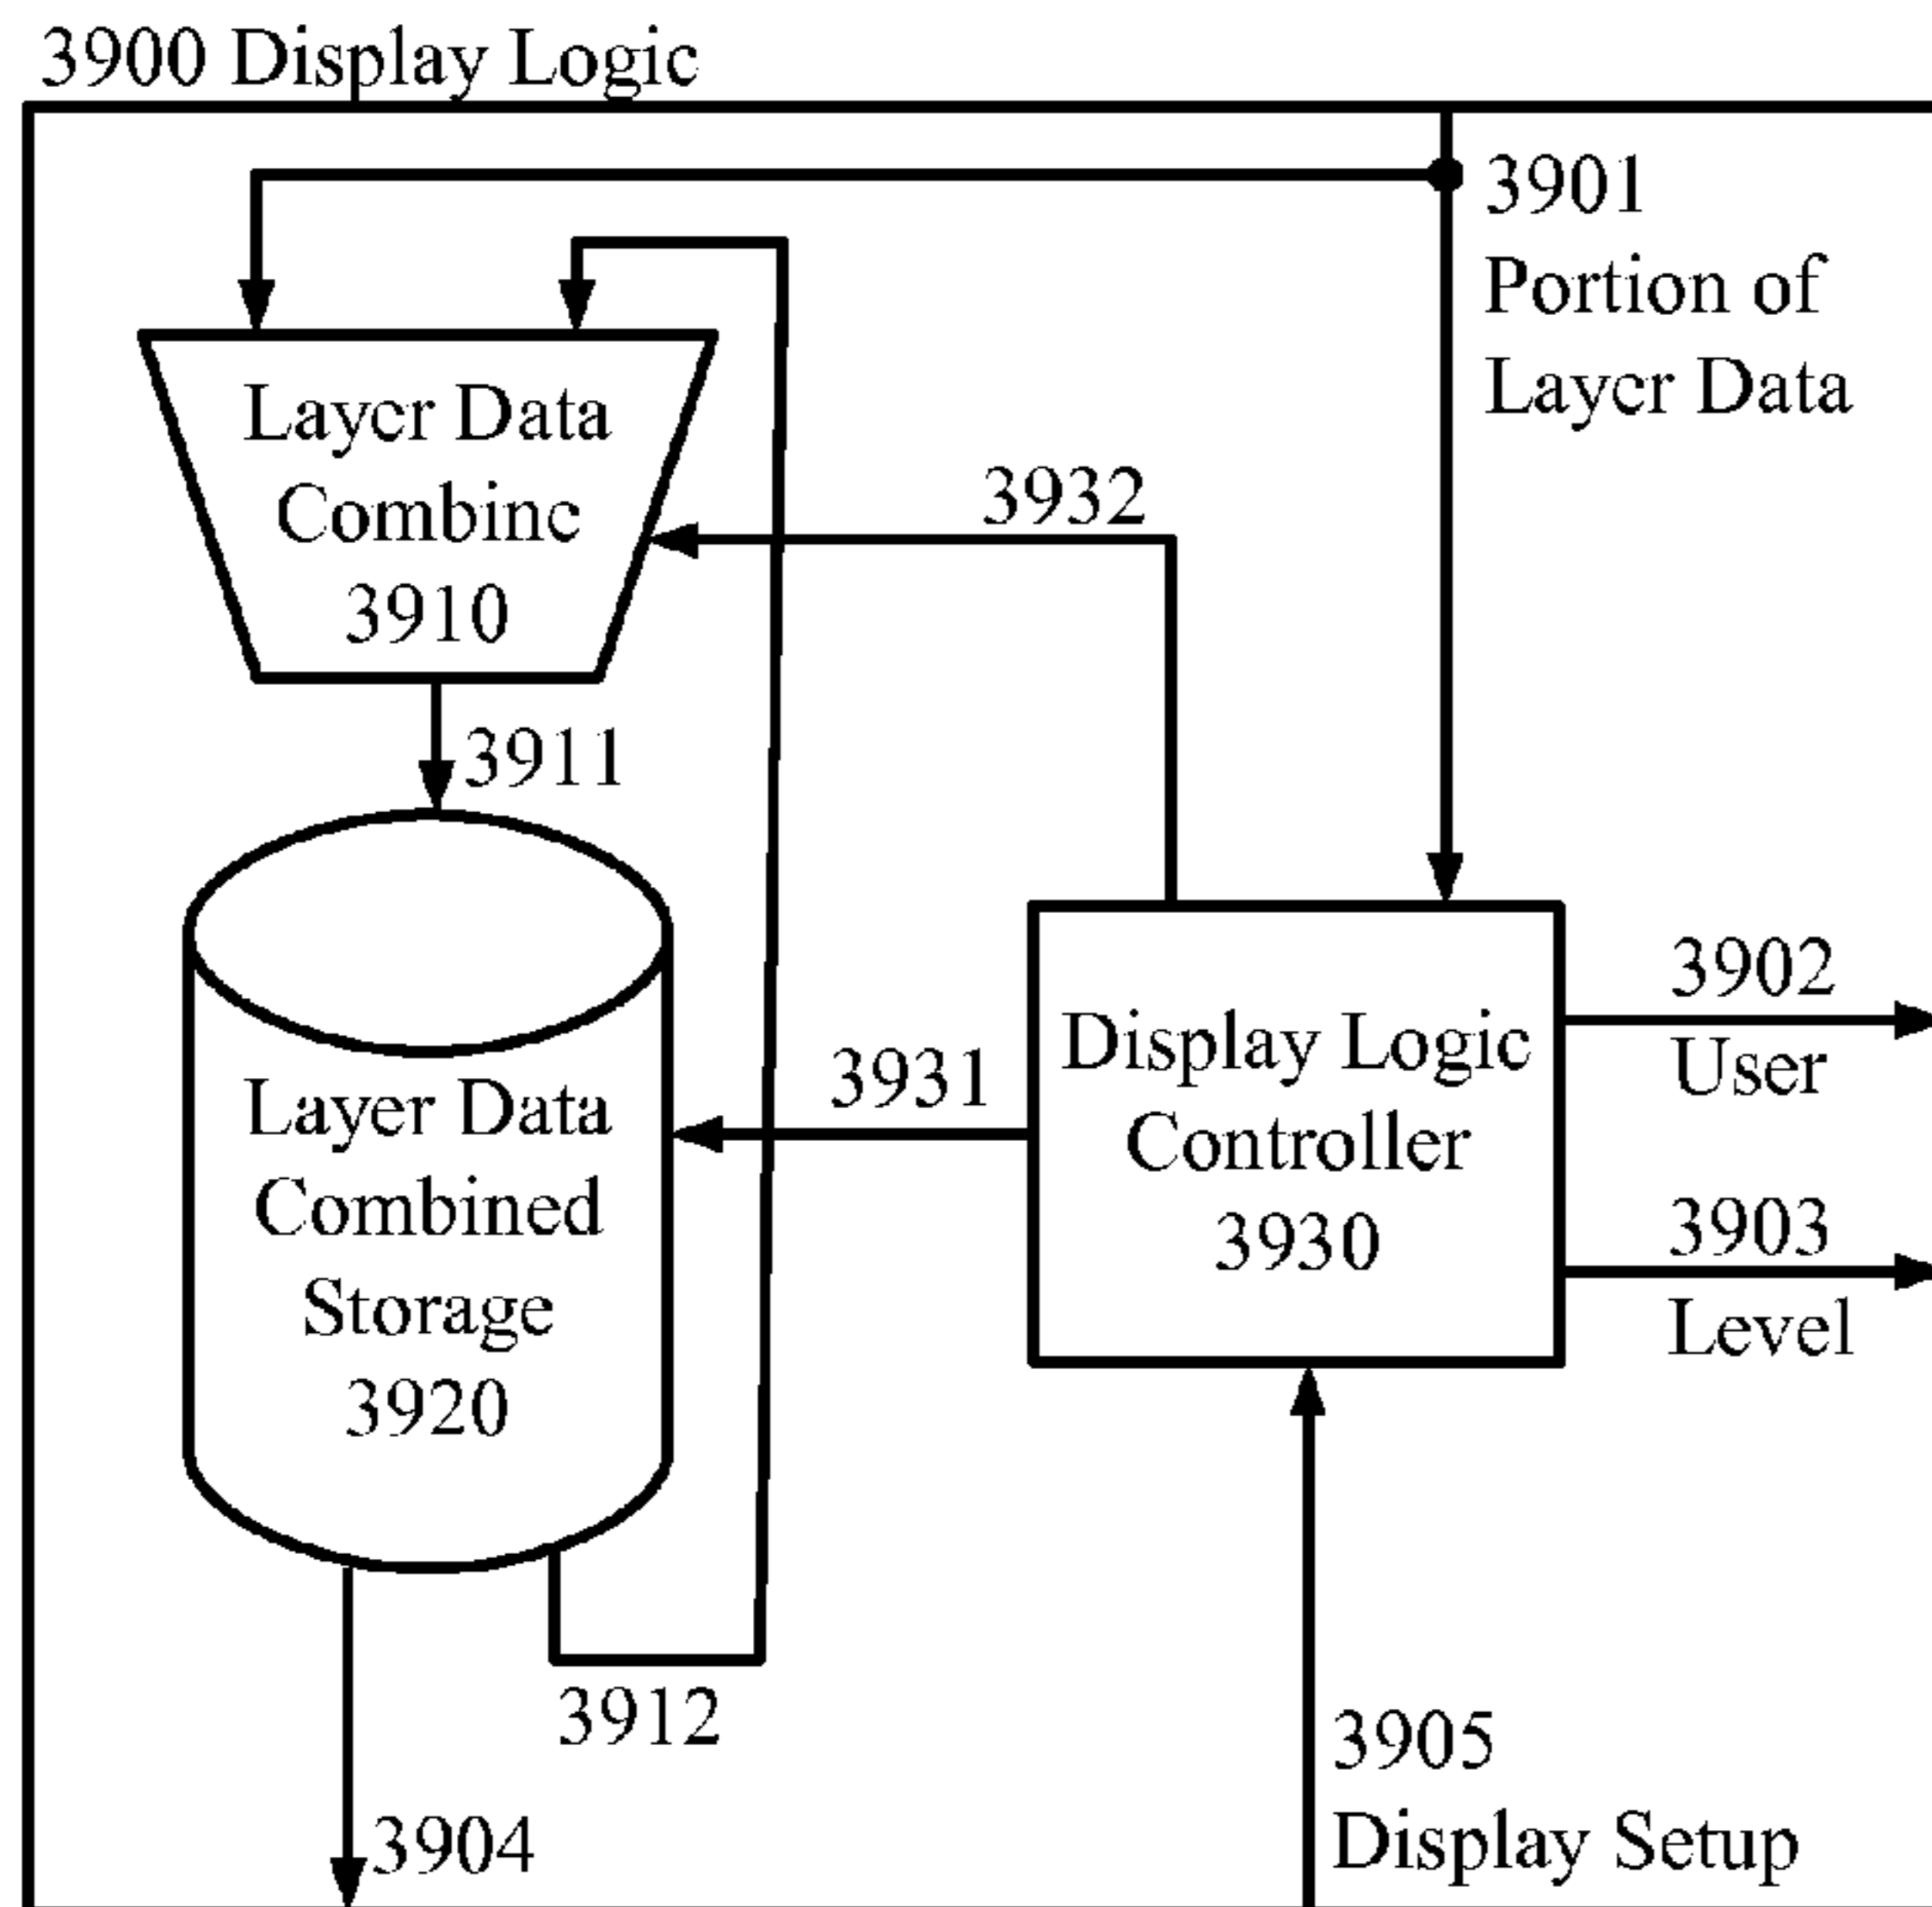 3900 Display Logic
3901
Portion of
Layer Data
Layer Data
Combine
3910
3932
3911
3902
User
Display Logic
Controller
3930
3931
Layer Data
Combined
Storage
3920
3903
Level
3912
3905
Display Setup
3904